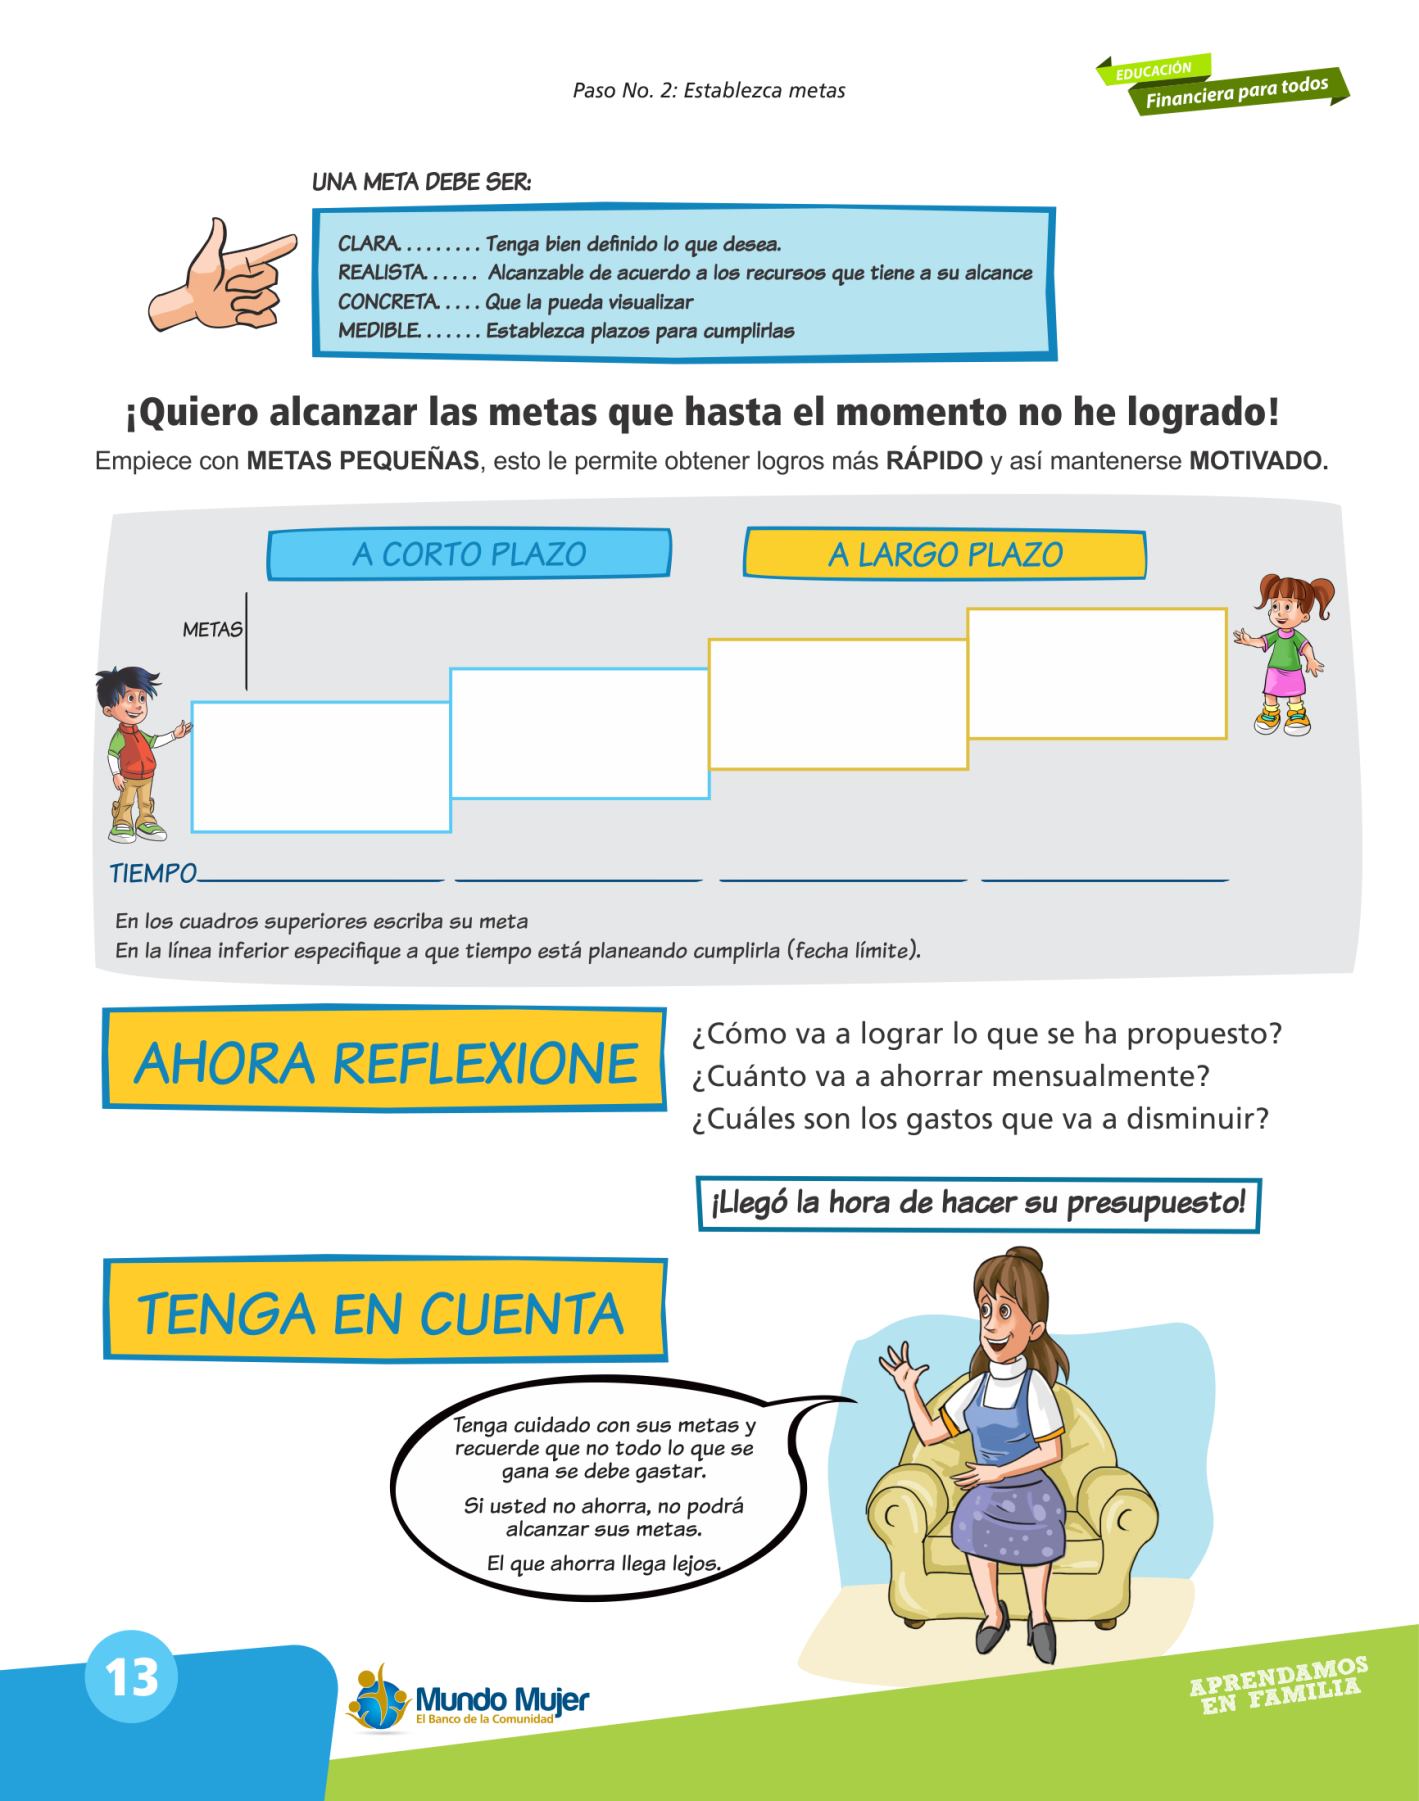 Paso No. 2: Establezca metas
EDUCACIÓN
Financiera para todos
UNA META DEBE SER:
CLARA......... Tenga bien definido lo que desea.
REALISTA...... Alcanzable de acuerdo a los recursos que tiene a su alcance
CONCRETA..... Que la pueda visualizar
MEDIBLE....... Establezca plazos para cumplirlas
¡Quiero alcanzar las metas que hasta el momento no he logrado!
Empiece con METAS PEQUEÑAS, esto le permite obtener logros más RÁPIDO y así mantenerse MOTIVADO.
A CORTO PLAZO
A LARGO PLAZO
METAS
TIEMPO
En los cuadros superiores escriba su meta
En la línea inferior especifique a que tiempo está planeando cumplirla (fecha límite).
AHORA REFLEXIONE
¿Cómo va a lograr lo que se ha propuesto?
¿Cuánto va a ahorrar mensualmente?
¿Cuáles son los gastos que va a disminuir?
¡Llegó la hora de hacer su presupuesto!
TENGA EN CUENTA
Tenga cuidado con sus metas y
recuerde que no todo lo que se
gana se debe gastar.
Si usted no ahorra, no podrá
alcanzar sus metas.
El que ahorra llega lejos.
13
Mundo Mujer
El Banco de la Comunidad
APRENDAMOS
EN FAMILIA